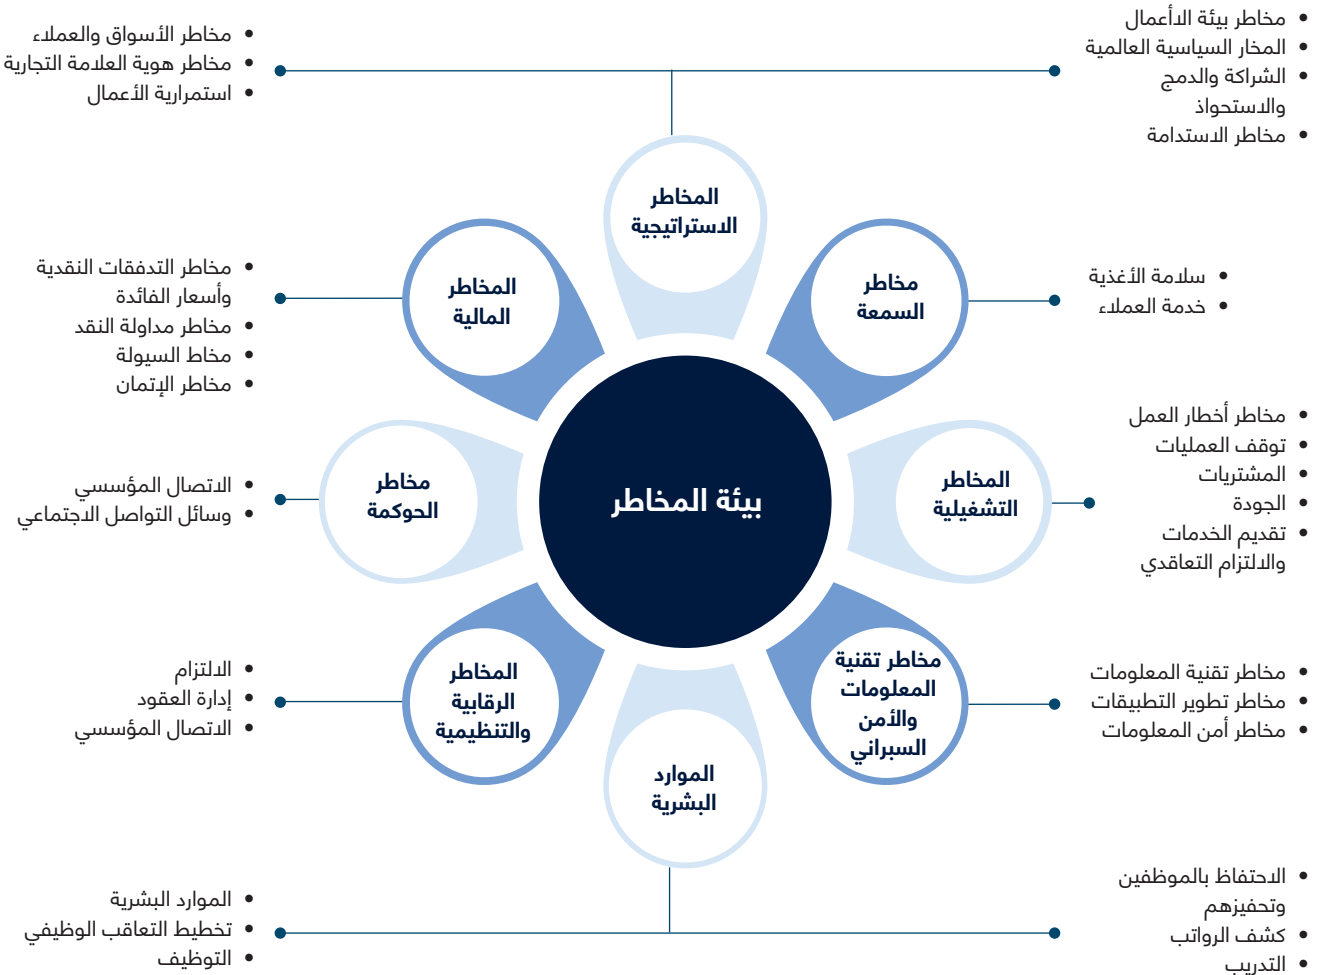 مخاطر بيئة الأعمال
المخار السياسية العالمية
الشراكة والدمج
والاستحواذ
مخاطر الاستدامة
مخاطر الأسواق والعملاء
مخاطر هوية العلامة التجارية
استمرارية الأعمال
المخاطر
الاستراتيجية
مخاطر
السمعة
سلامة الأغذية
خدمة العملاء
المخاطر
المالية
مخاطر التدفقات النقدية
وأسعار الفائدة
مخاطر مداولة النقد
مخاط السيولة
مخاطر الإئتمان
مخاطر أخطار العمل
توقف العمليات
المشتريات
الجودة
تقديم الخدمات
والالتزام التعاقدي
المخاطر
التشغيلية
بيئة المخاطر
مخاطر
الحوكمة
الاتصال المؤسسي
وسائل التواصل الاجتماعي
مخاطر تقنية المعلومات
مخاطر تطوير التطبيقات
مخاطر أمن المعلومات
مخاطر تقنية
المعلومات
والأمن
السبراني
المخاطر
الرقابية
والتنظيمية
الالتزام
إدارة العقود
الاتصال المؤسسي
الموارد
البشرية
الاحتفاظ بالموظفين
وتحفيزهم
كشف الرواتب
التدريب
الموارد البشرية
تخطيط التعاقب الوظيفي
التوظيف